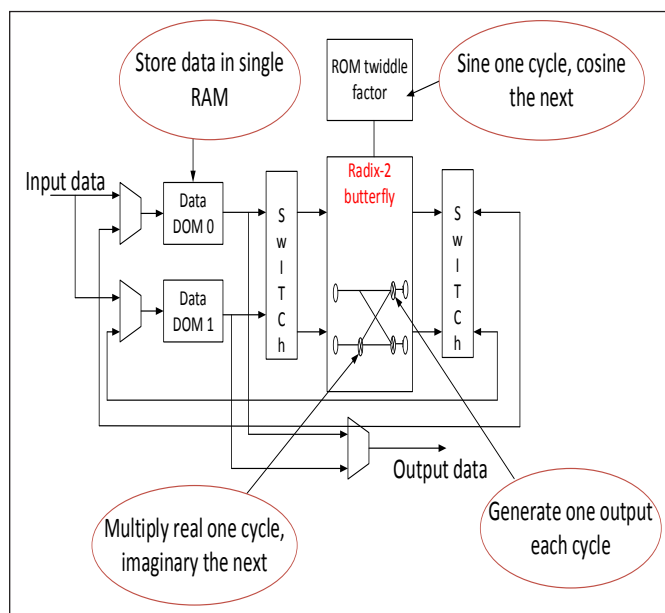 Store data in single
RAM
ROM twiddle
factor
Sine one cycle, cosine
the next
Input data
Data
DOM 0
Data
DOM 1
S
w
I
T
C
h
Radix-2
butterfly
S
w
I
T
C
h
Output data
Multiply real one cycle,
imaginary the next
Generate one output
each cycle